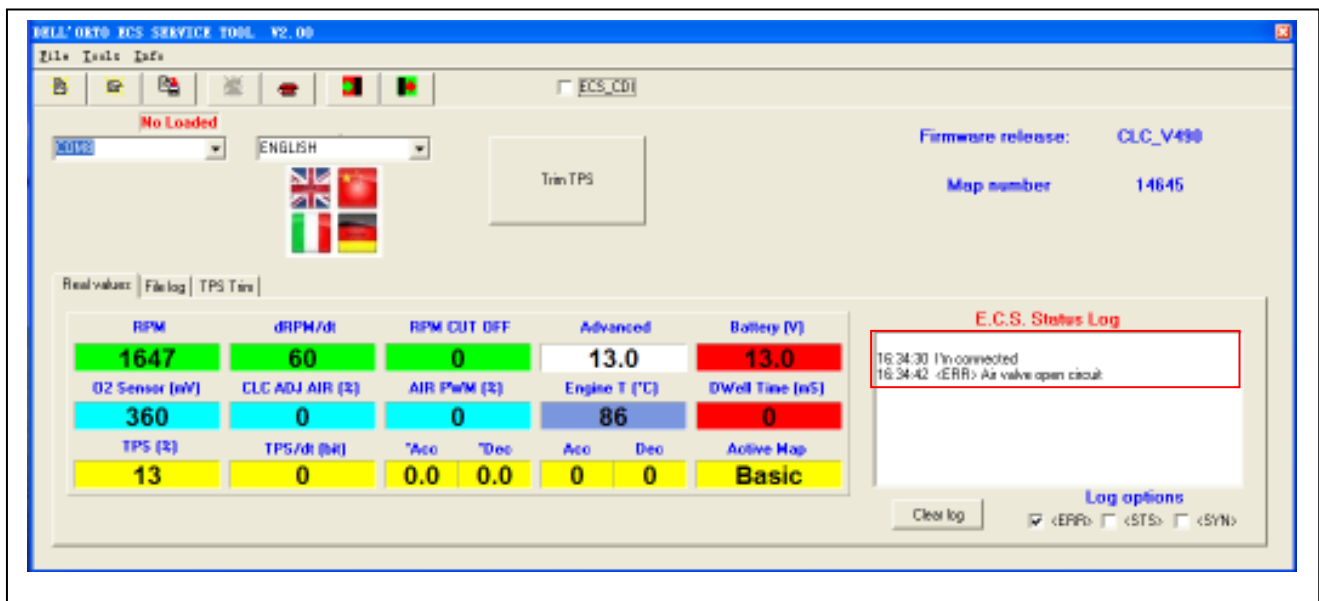 DELL'ORTO ECS SERVICE TOOL V2.00
File Tools Info
ECS_CDI
No Loaded
COM8 ENGLISH
Trim TPS
Firmware release: CLC_V490
Map number 14645
Real values File log TPS Trim
RPM dRPM/dt RPM CUT OFF Advanced Battery (V)
1647 60 0 13.0 13.0
O2 Sensor (mV) CLC ADJ AIR (%) AIR PWM (%) Engine T (°C) DWell Time (mS)
360 0 0 86 0
TPS (%) TPS/dt (bit) °Acc °Dec Acc Dec Active Map
13 0 0.0 0.0 0 0 Basic
E.C.S. Status Log
16:34:30 I'm connected
16:34:42 <ERR> Air valve open circuit
Clear log
Log options
<ERR> <STS> <SYN>